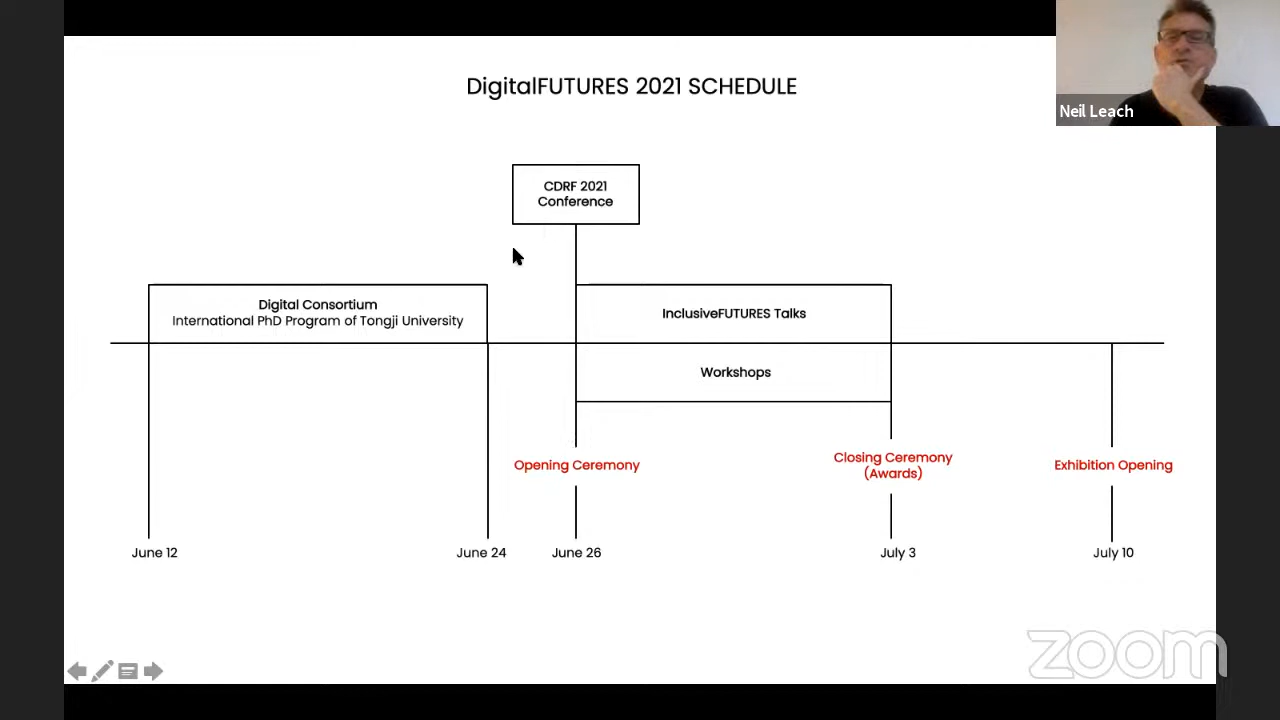 DigitalFUTURES 2021 SCHEDULE
Neil Leach
CDRF 2021
Conference
Digital Consortium
International PhD Program of Tongji University
InclusiveFUTURES Talks
Workshops
Opening Ceremony
Closing Ceremony
(Awards)
Exhibition Opening
June 12
June 24
June 26
July 3
July 10
zoom